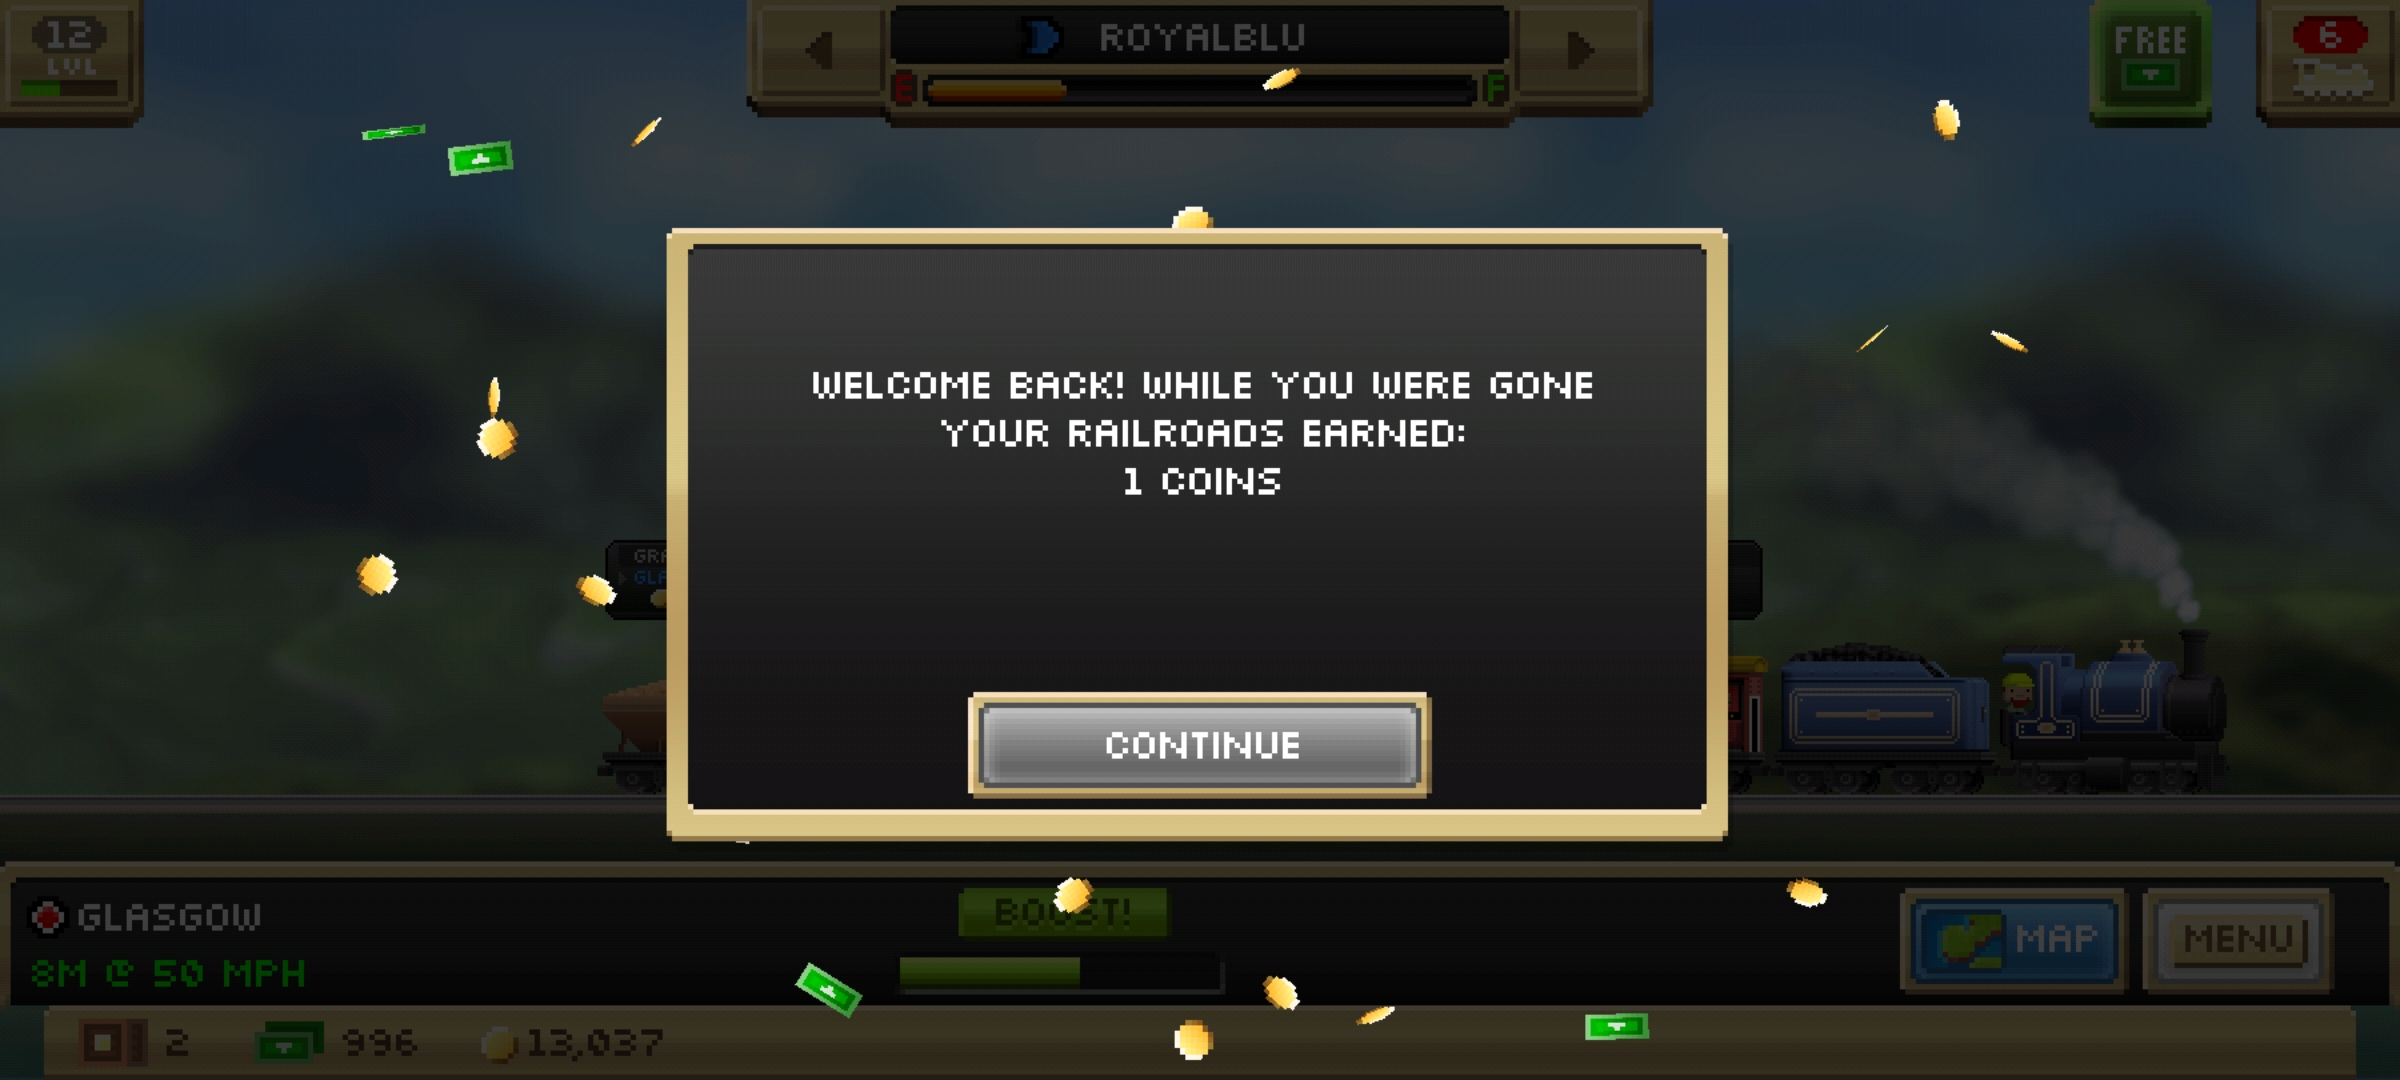 12
LVL
ROYALBLU
E
F
FREE
6
WELCOME BACK! WHILE YOU WERE GONE
YOUR RAILROADS EARNED:
1 COINS
CONTINUE
GLASGOW
8M @ 50 MPH
BOOST!
MAP
MENU
2
996
13,037